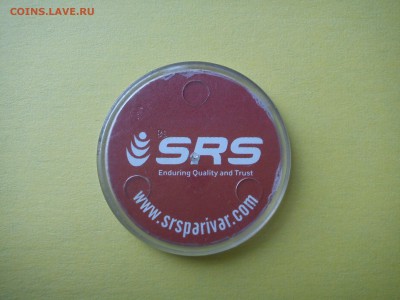 COINS.LAVE.RU
SRS
Enduring Quality and Trust
www.srsparivar.com